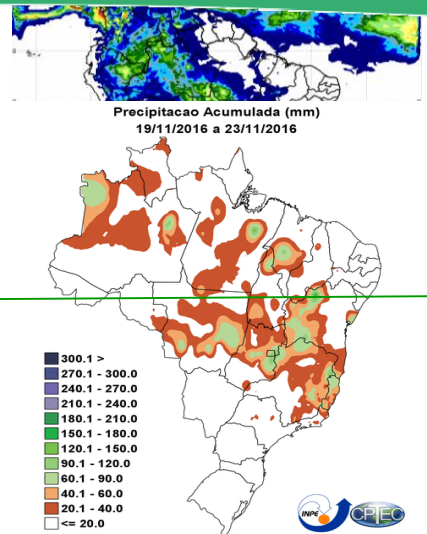 Precipitacao Acumulada (mm)
19/11/2016 a 23/11/2016
300.1 >
270.1 - 300.0
240.1 - 270.0
210.1 - 240.0
180.1 - 210.0
150.1 - 180.0
120.1 - 150.0
90.1 - 120.0
60.1 - 90.0
40.1 - 60.0
20.1 - 40.0
<= 20.0
INPE
CPTEC